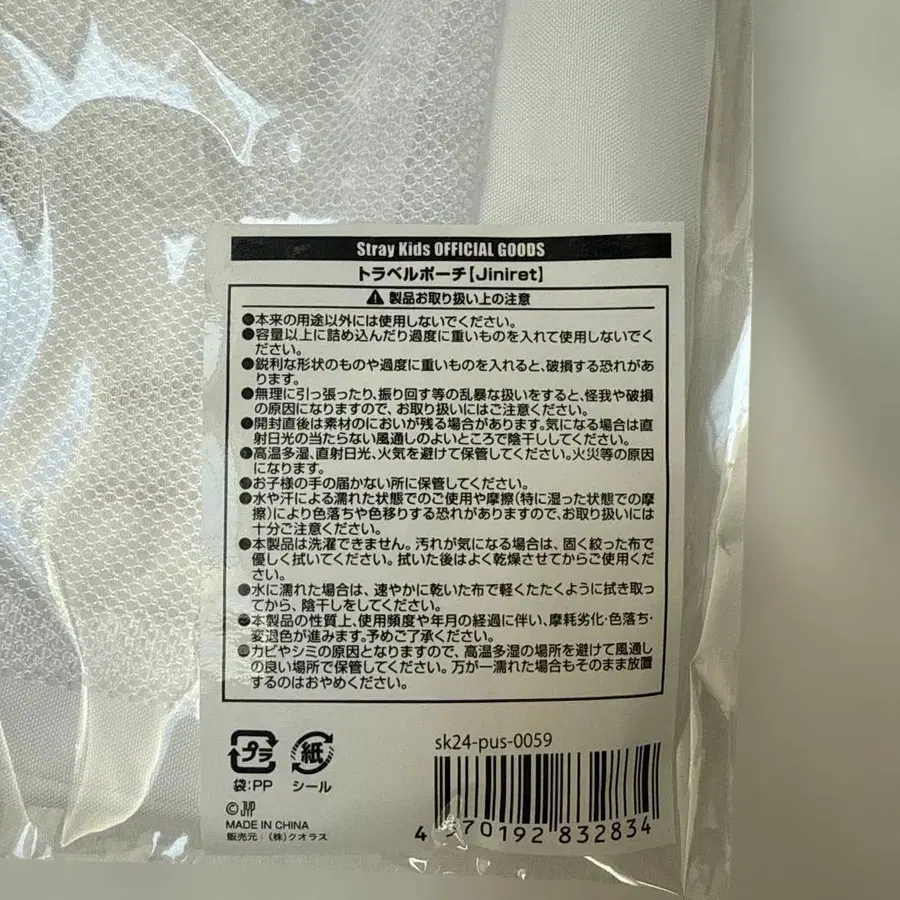 Stray Kids OFFICIAL GOODS
トラベルポーチ【Jiniret】
製品お取り扱い上の注意
●本来の用途以外には使用しないでください。
●容量以上に詰め込んだり過度に重いものを入れて使用しないでく
ださい。
●鋭利な形状のものや過度に重いものを入れると、破損する恐れがあ
ります。
●無理に引っ張ったり、振り回す等の乱暴な扱いをすると、怪我や破損
の原因になりますので、お取り扱いにはご注意ください。
●開封直後は素材のにおいが残る場合があります。気になる場合は直
射日光の当たらない風通しのよいところで陰干ししてください。
●高温多湿、直射日光、火気を避けて保管してください。火災等の原因
になります。
●お子様の手の届かない所に保管してください。
●水や汗による濡れた状態でのご使用や摩擦(特に湿った状態での摩
擦)により色落ちや色移りする恐れがありますので、お取り扱いには
十分ご注意ください。
●本製品は洗濯できません。汚れが気になる場合は、固く絞った布で
優しく拭いてください。拭いた後はよく乾燥させてからご使用くだ
さい。
●水に濡れた場合は、速やかに乾いた布で軽くたたくように拭き取っ
てから、陰干しをしてください。
●本製品の性質上、使用頻度や年月の経過に伴い、摩耗劣化・色落ち・
変退色が進みます。予めご了承ください。
●カビやシミの原因となりますので、高温多湿の場所を避けて風通し
の良い場所で保管してください。万が一濡れた場合もそのまま放置
するのはおやめください。
プラ 紙
袋:PP シール
sk24-pus-0059
© JYP
MADE IN CHINA
販売元:(株)クオラス
4 570192 832834